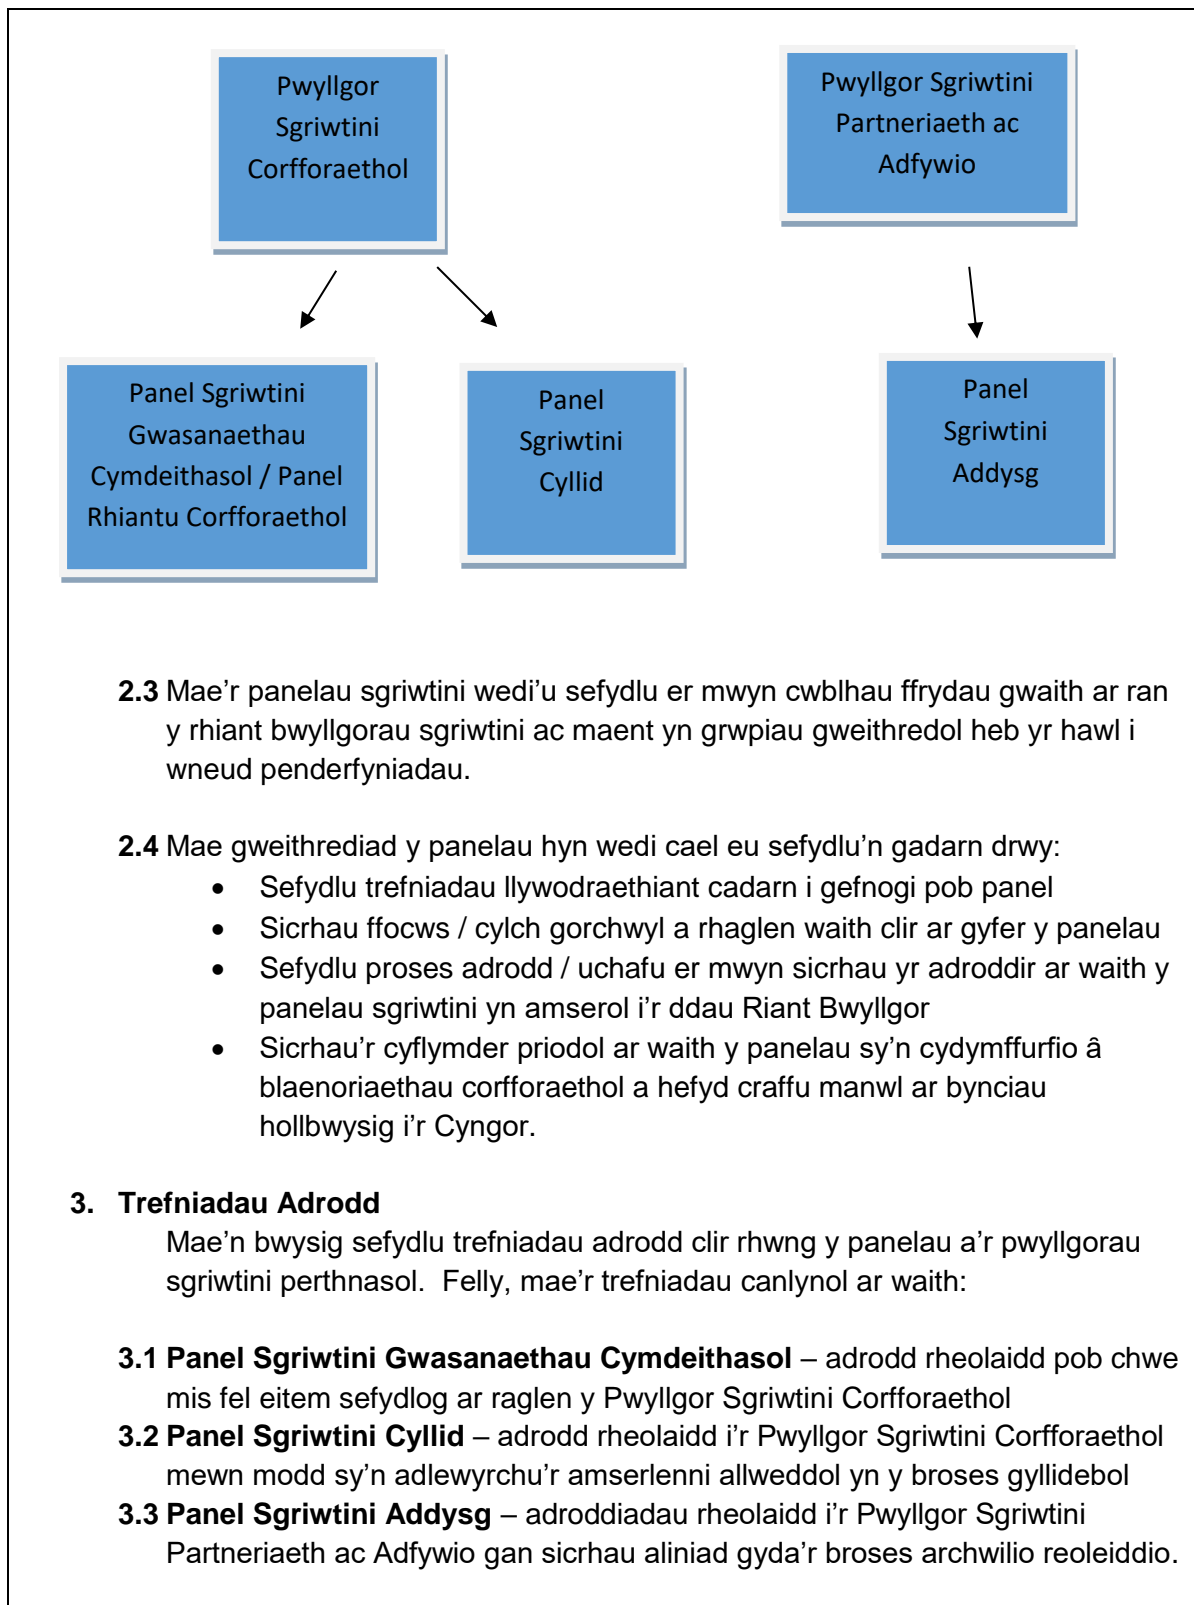 Pwyllgor
Sgriwtini
Corfforaethol
Pwyllgor Sgriwtini
Partneriaeth ac
Adfywio
Panel Sgriwtini
Gwasanaethau
Cymdeithasol / Panel
Rhiantu Corfforaethol
Panel
Sgriwtini
Cyllid
Panel
Sgriwtini
Addysg
2.3 Mae’r panelau sgriwtini wedi’u sefydlu er mwyn cwblhau ffrydau gwaith ar ran
y rhiant bwyllgorau sgriwtini ac maent yn grwpiau gweithredol heb yr hawl i
wneud penderfyniadau.
2.4 Mae gweithrediad y panelau hyn wedi cael eu sefydlu’n gadarn drwy:
• Sefydlu trefniadau llywodraethiant cadarn i gefnogi pob panel
• Sicrhau ffocws / cylch gorchwyl a rhaglen waith clir ar gyfer y panelau
• Sefydlu proses adrodd / uchafu er mwyn sicrhau yr adroddir ar waith y
panelau sgriwtini yn amserol i’r ddau Riant Bwyllgor
• Sicrhau’r cyflymder priodol ar waith y panelau sy’n cydymffurfio â
blaenoriaethau corfforaethol a hefyd craffu manwl ar bynciau
hollbwysig i’r Cyngor.
3. Trefniadau Adrodd
Mae’n bwysig sefydlu trefniadau adrodd clir rhwng y panelau a’r pwyllgorau
sgriwtini perthnasol. Felly, mae’r trefniadau canlynol ar waith:
3.1 Panel Sgriwtini Gwasanaethau Cymdeithasol – adrodd rheolaidd pob chwe
mis fel eitem sefydlog ar raglen y Pwyllgor Sgriwtini Corfforaethol
3.2 Panel Sgriwtini Cyllid – adrodd rheolaidd i’r Pwyllgor Sgriwtini Corfforaethol
mewn modd sy’n adlewyrchu’r amserlenni allweddol yn y broses gyllidebol
3.3 Panel Sgriwtini Addysg – adroddiadau rheolaidd i’r Pwyllgor Sgriwtini
Partneriaeth ac Adfywio gan sicrhau aliniad gyda’r broses archwilio reoleiddio.